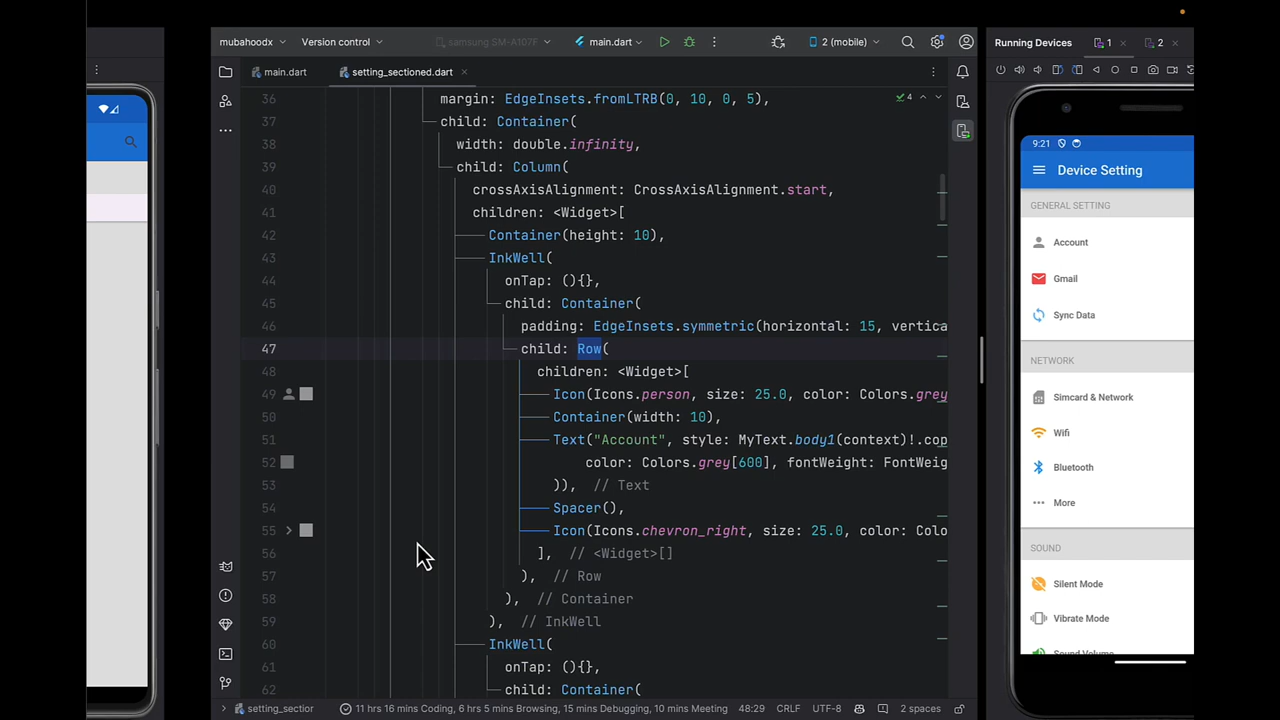 mubahoodx
Version control
samsung SM-A107F
main.dart
2 (mobile)
main.dart
setting_sectioned.dart
4
36 margin: EdgeInsets.fromLTRB(0, 10, 0, 5),
37 child: Container(
38 width: double.infinity,
39 child: Column(
40 crossAxisAlignment: CrossAxisAlignment.start,
41 children: <Widget>[
42 Container(height: 10),
43 InkWell(
44 onTap: (){},
45 child: Container(
46 padding: EdgeInsets.symmetric(horizontal: 15, vertica
47 child: Row(
48 children: <Widget>[
49 Icon(Icons.person, size: 25.0, color: Colors.grey
50 Container(width: 10),
51 Text("Account", style: MyText.body1(context)!.cop
52 color: Colors.grey[600], fontWeight: FontWeig
53 )), // Text
54 Spacer(),
55 Icon(Icons.chevron_right, size: 25.0, color: Colo
56 ], // <Widget>[]
57 ), // Row
58 ), // Container
59 ), // InkWell
60 InkWell(
61 onTap: (){},
62 child: Container(
setting_sectior
11 hrs 16 mins Coding, 6 hrs 5 mins Browsing, 15 mins Debugging, 10 mins Meeting
48:29
CRLF
UTF-8
2 spaces
Running Devices
1
2
9:21
Device Setting
GENERAL SETTING
Account
Gmail
Sync Data
NETWORK
Simcard & Network
Wifi
Bluetooth
More
SOUND
Silent Mode
Vibrate Mode
Sound Volume